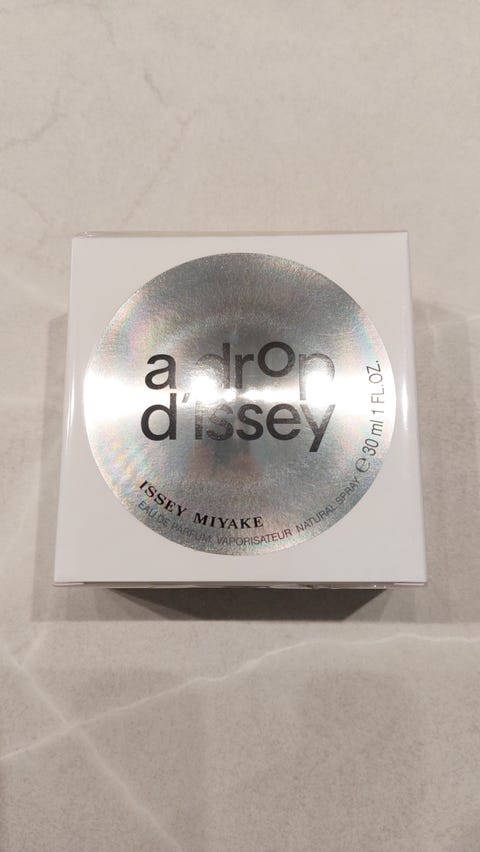 a drop
d'issey
ISSEY MIYAKE
EAU DE PARFUM VAPORISATEUR NATURAL SPRAY ℮ 30 ml 1 FL.OZ.